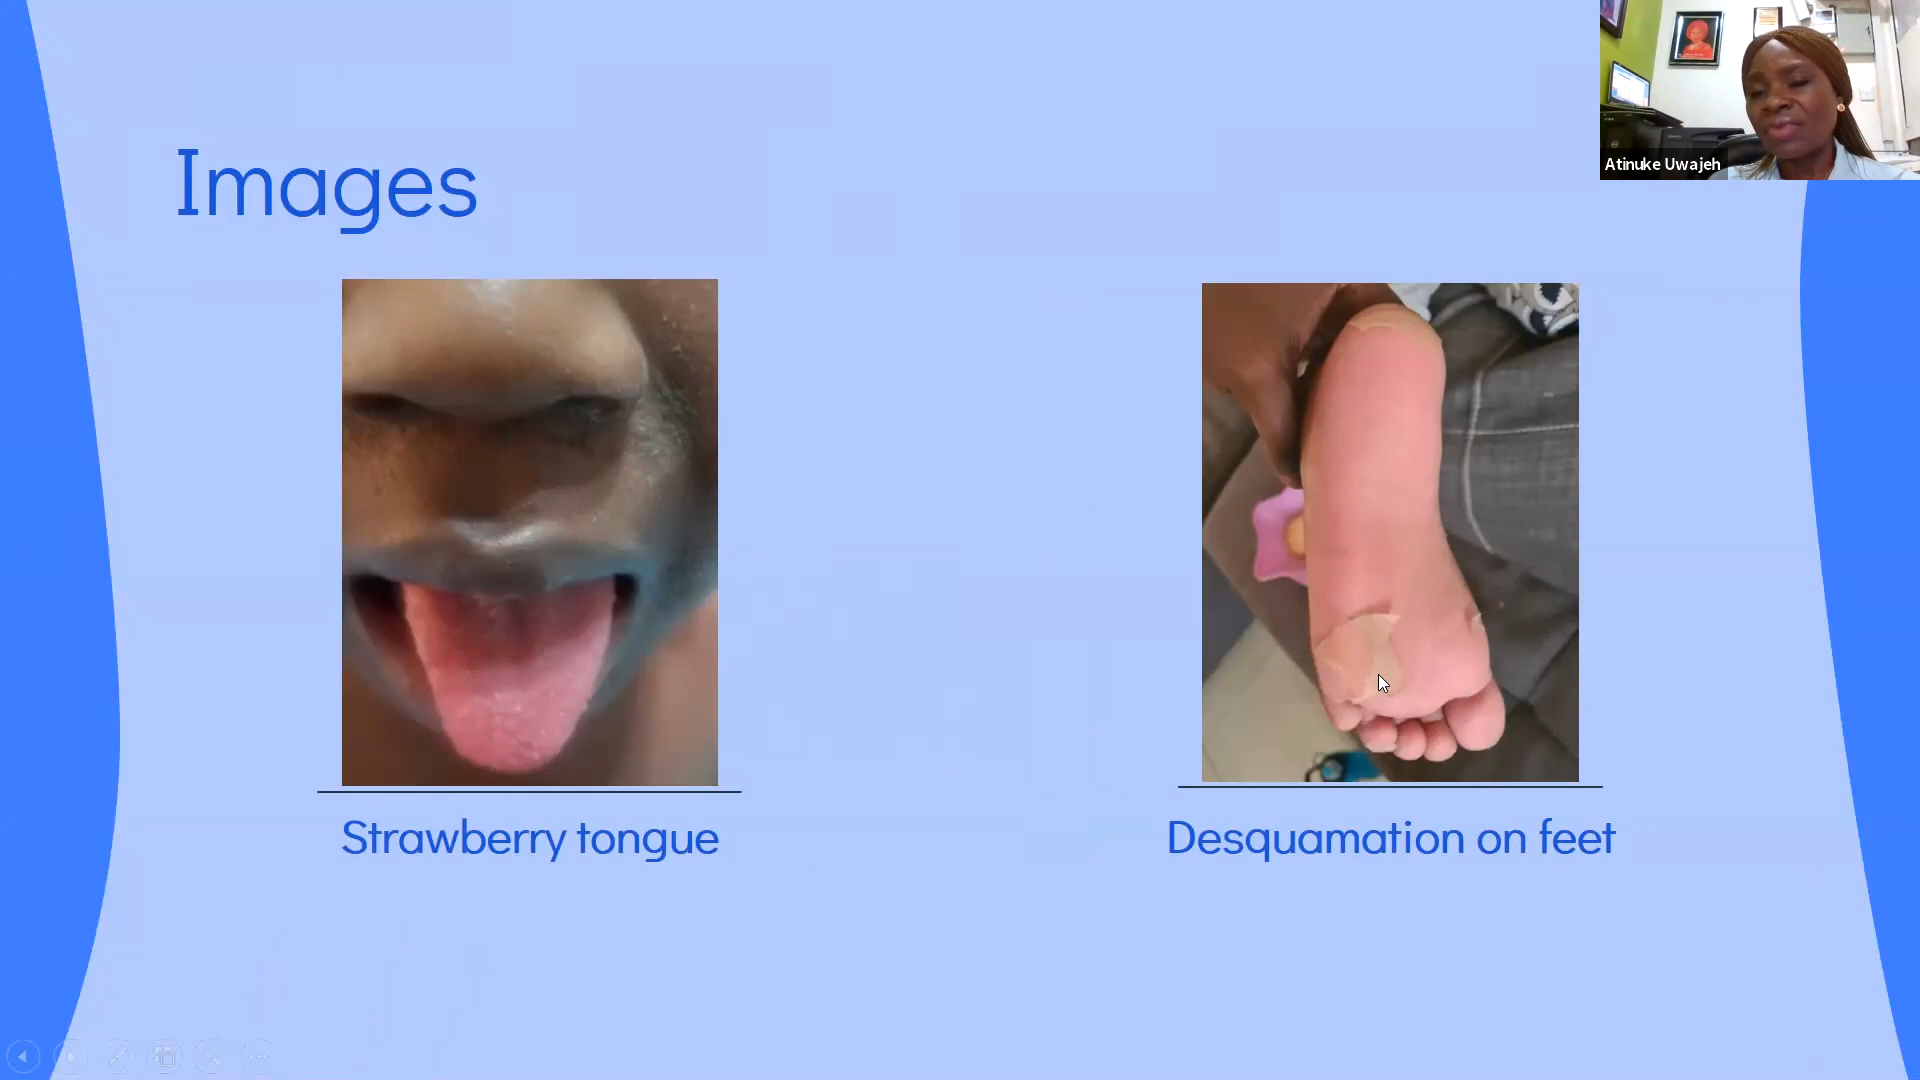 Images
Atinuke Uwajeh
Strawberry tongue
Desquamation on feet